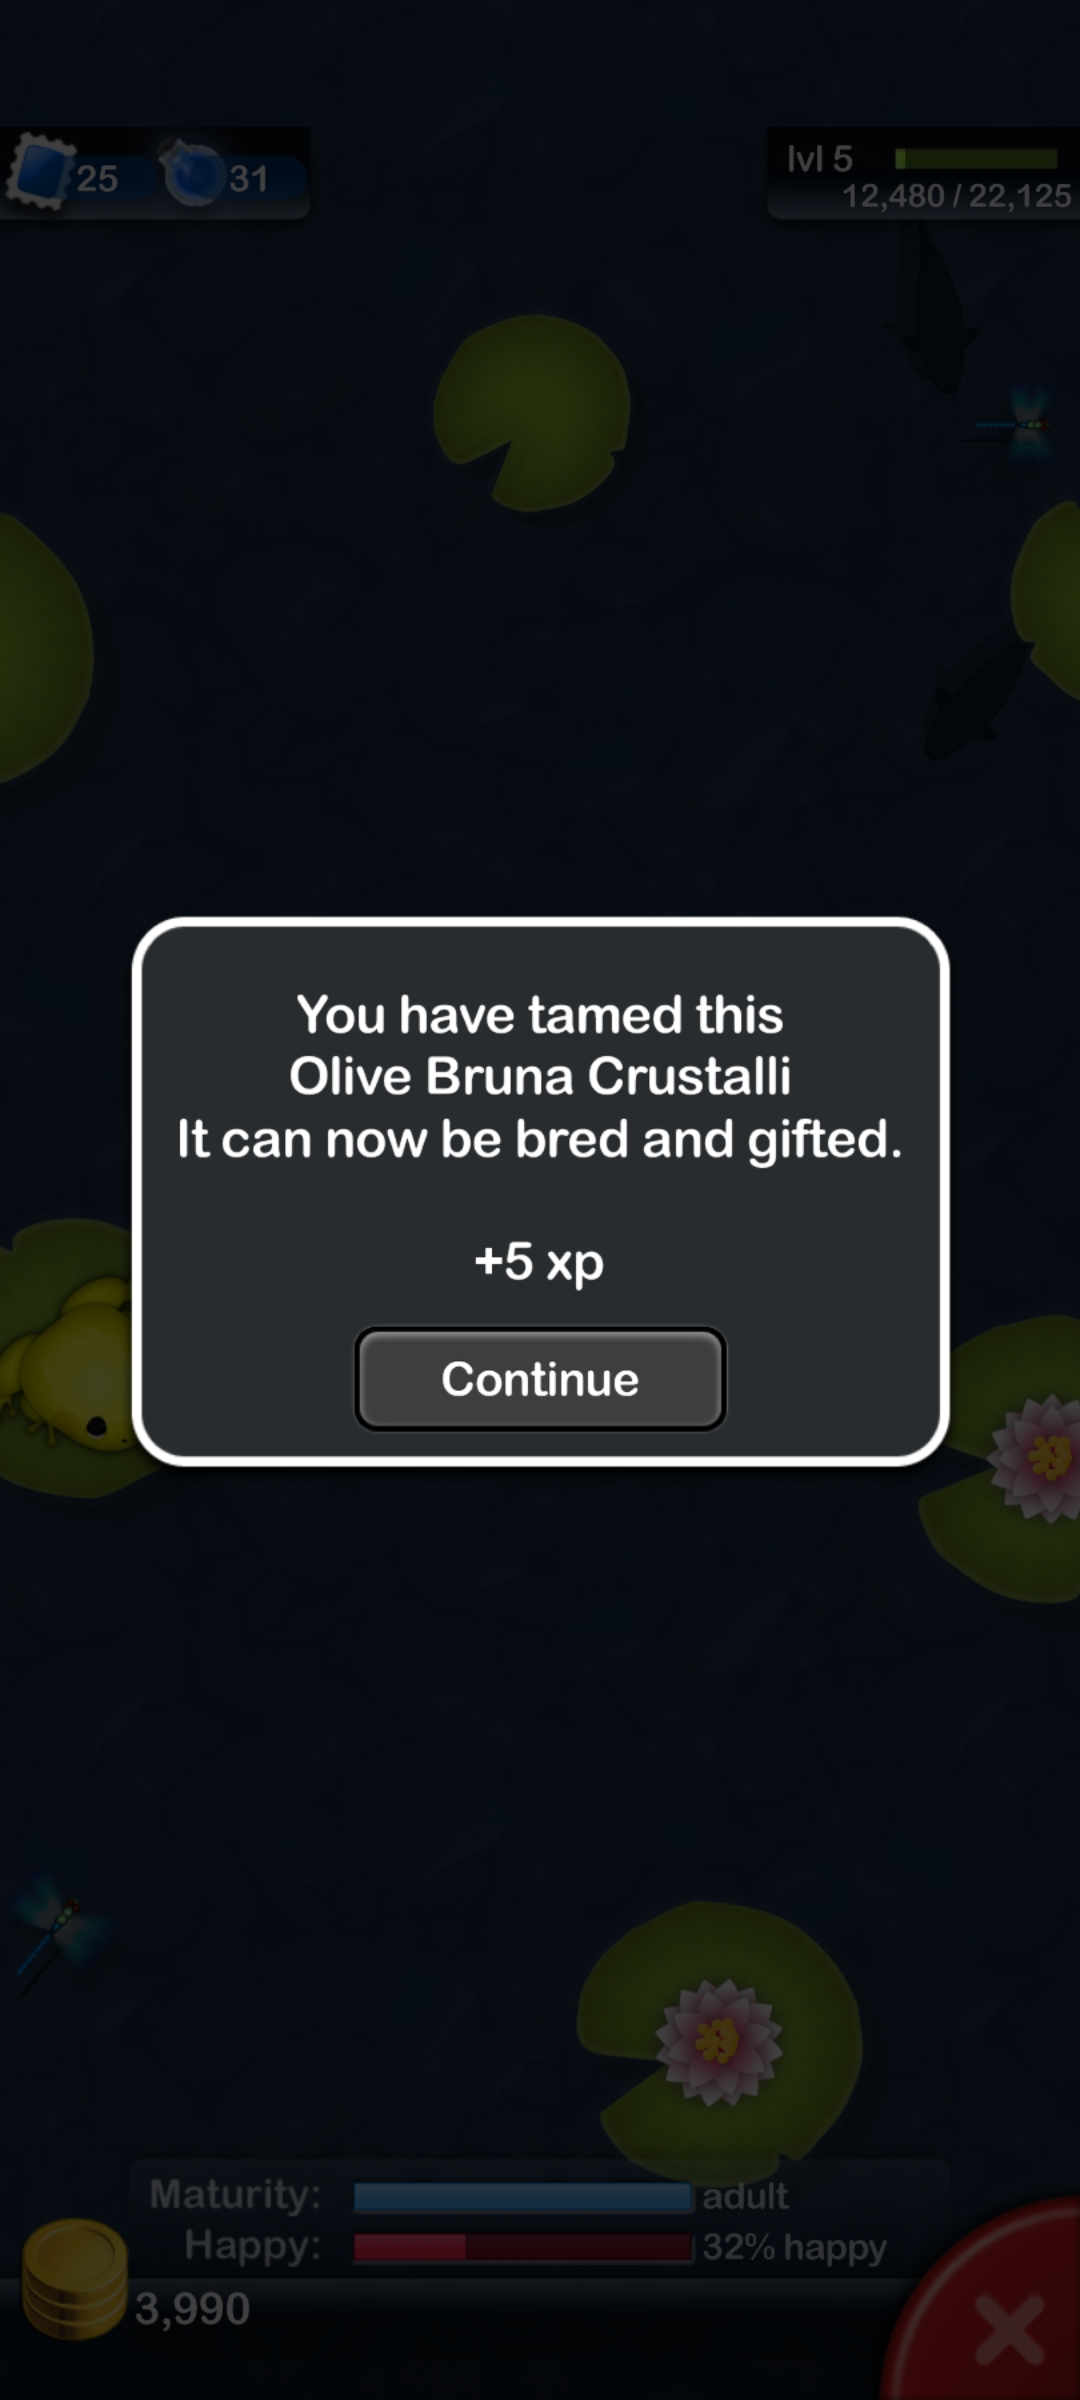 25
31
lvl 5
12,480 / 22,125
You have tamed this
Olive Bruna Crustalli
It can now be bred and gifted.
+5 xp
Continue
Maturity: adult
Happy: 32% happy
3,990